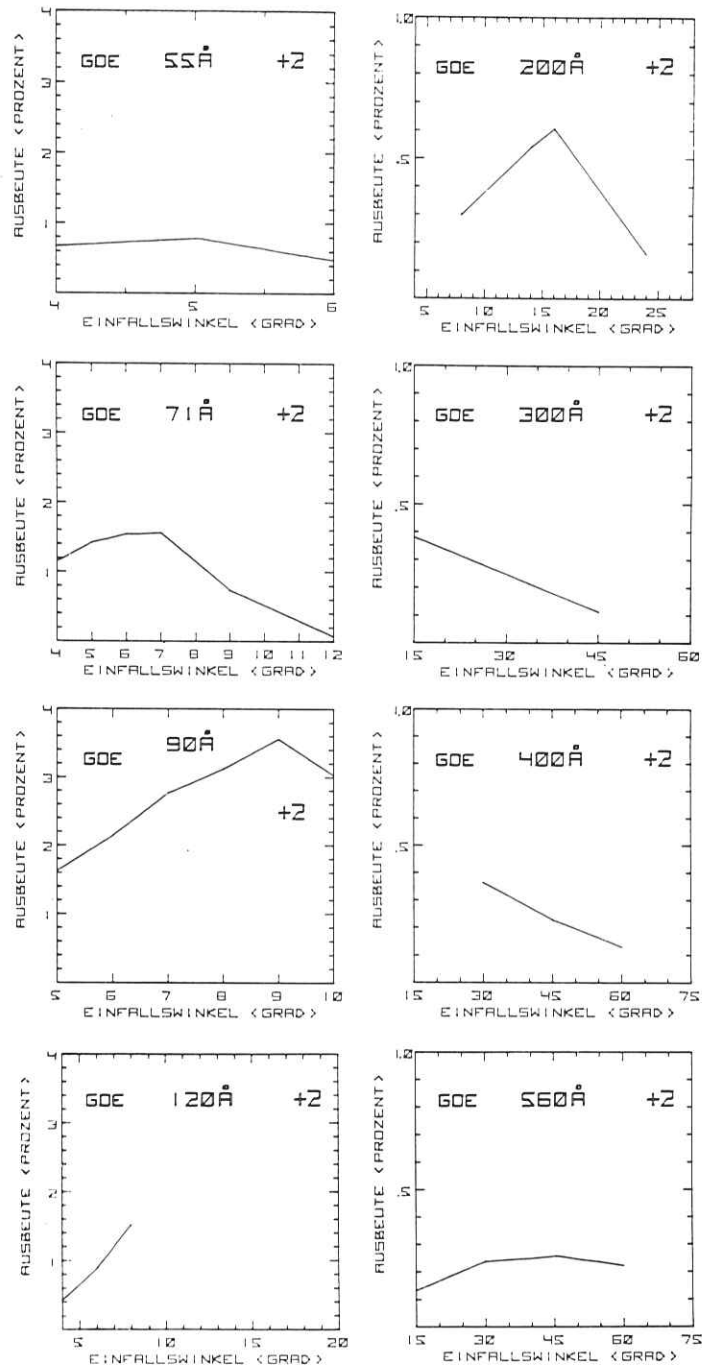 4
3
2
1
AUSBEUTE <PROZENT>
GOE 55Å +2
4 5 6
EINFALLSWINKEL <GRAD>
1.0
.5
AUSBEUTE <PROZENT>
GOE 200Å +2
5 10 15 20 25
EINFALLSWINKEL <GRAD>
4
3
2
1
AUSBEUTE <PROZENT>
GOE 71Å +2
4 5 6 7 8 9 10 11 12
EINFALLSWINKEL <GRAD>
1.0
.5
AUSBEUTE <PROZENT>
GOE 300Å +2
15 30 45 60
EINFALLSWINKEL <GRAD>
4
3
2
1
AUSBEUTE <PROZENT>
GOE 90Å
+2
5 6 7 8 9 10
EINFALLSWINKEL <GRAD>
1.0
.5
AUSBEUTE <PROZENT>
GOE 400Å +2
15 30 45 60 75
EINFALLSWINKEL <GRAD>
4
3
2
1
AUSBEUTE <PROZENT>
GOE 120Å +2
5 10 15 20
EINFALLSWINKEL <GRAD>
1.0
.5
AUSBEUTE <PROZENT>
GOE 560Å +2
15 30 45 60 75
EINFALLSWINKEL <GRAD>